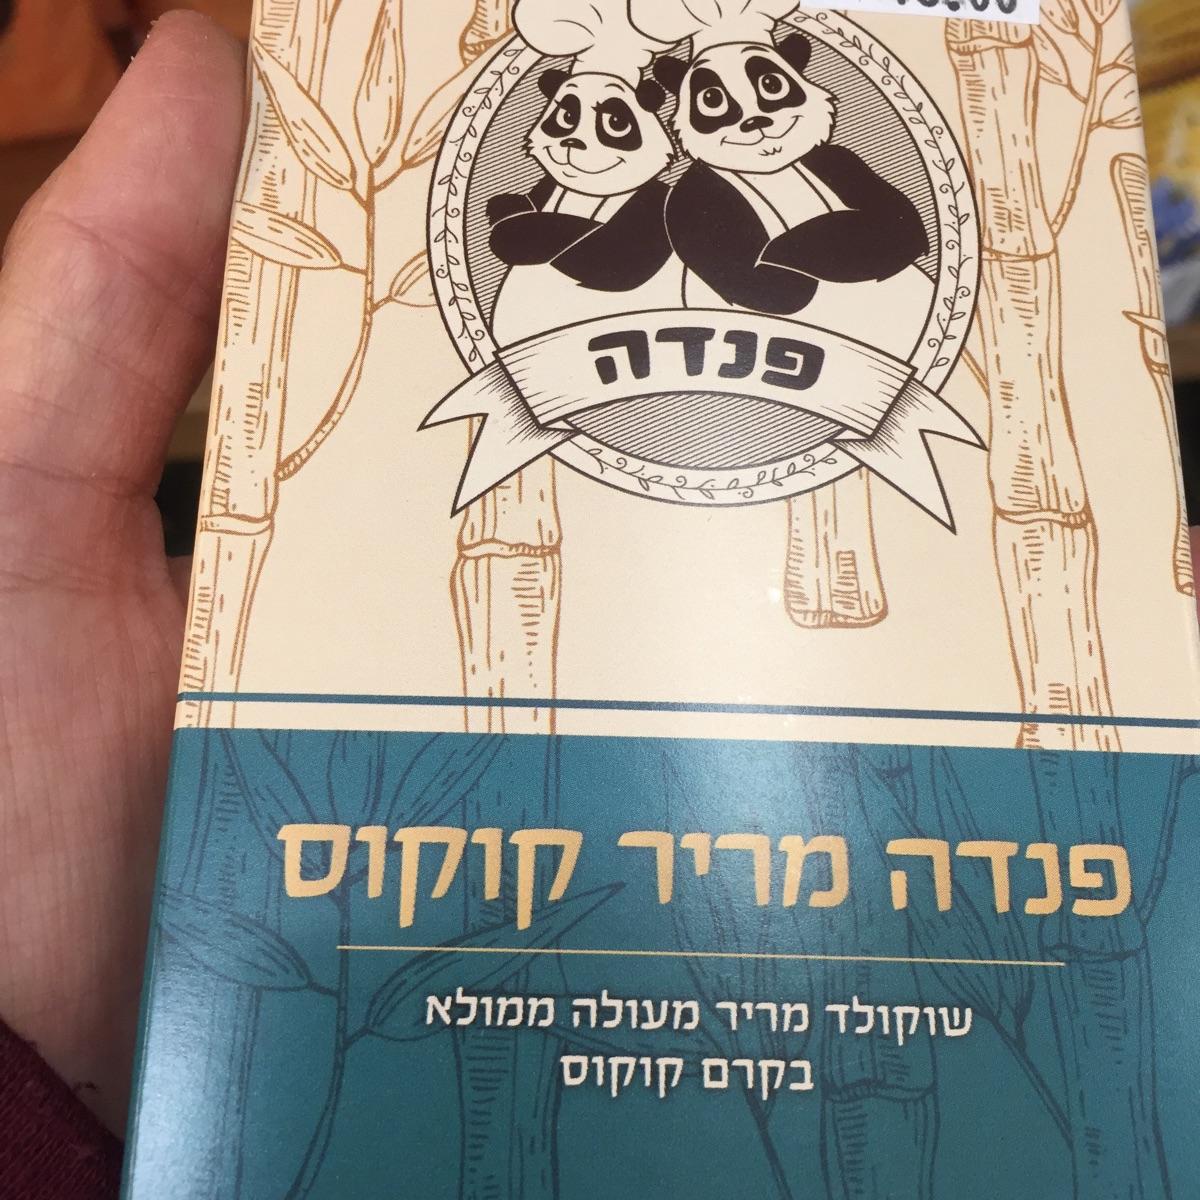 פנדה
פנדה מריר קוקוס
שוקולד מריר מעולה ממולא
בקרם קוקוס